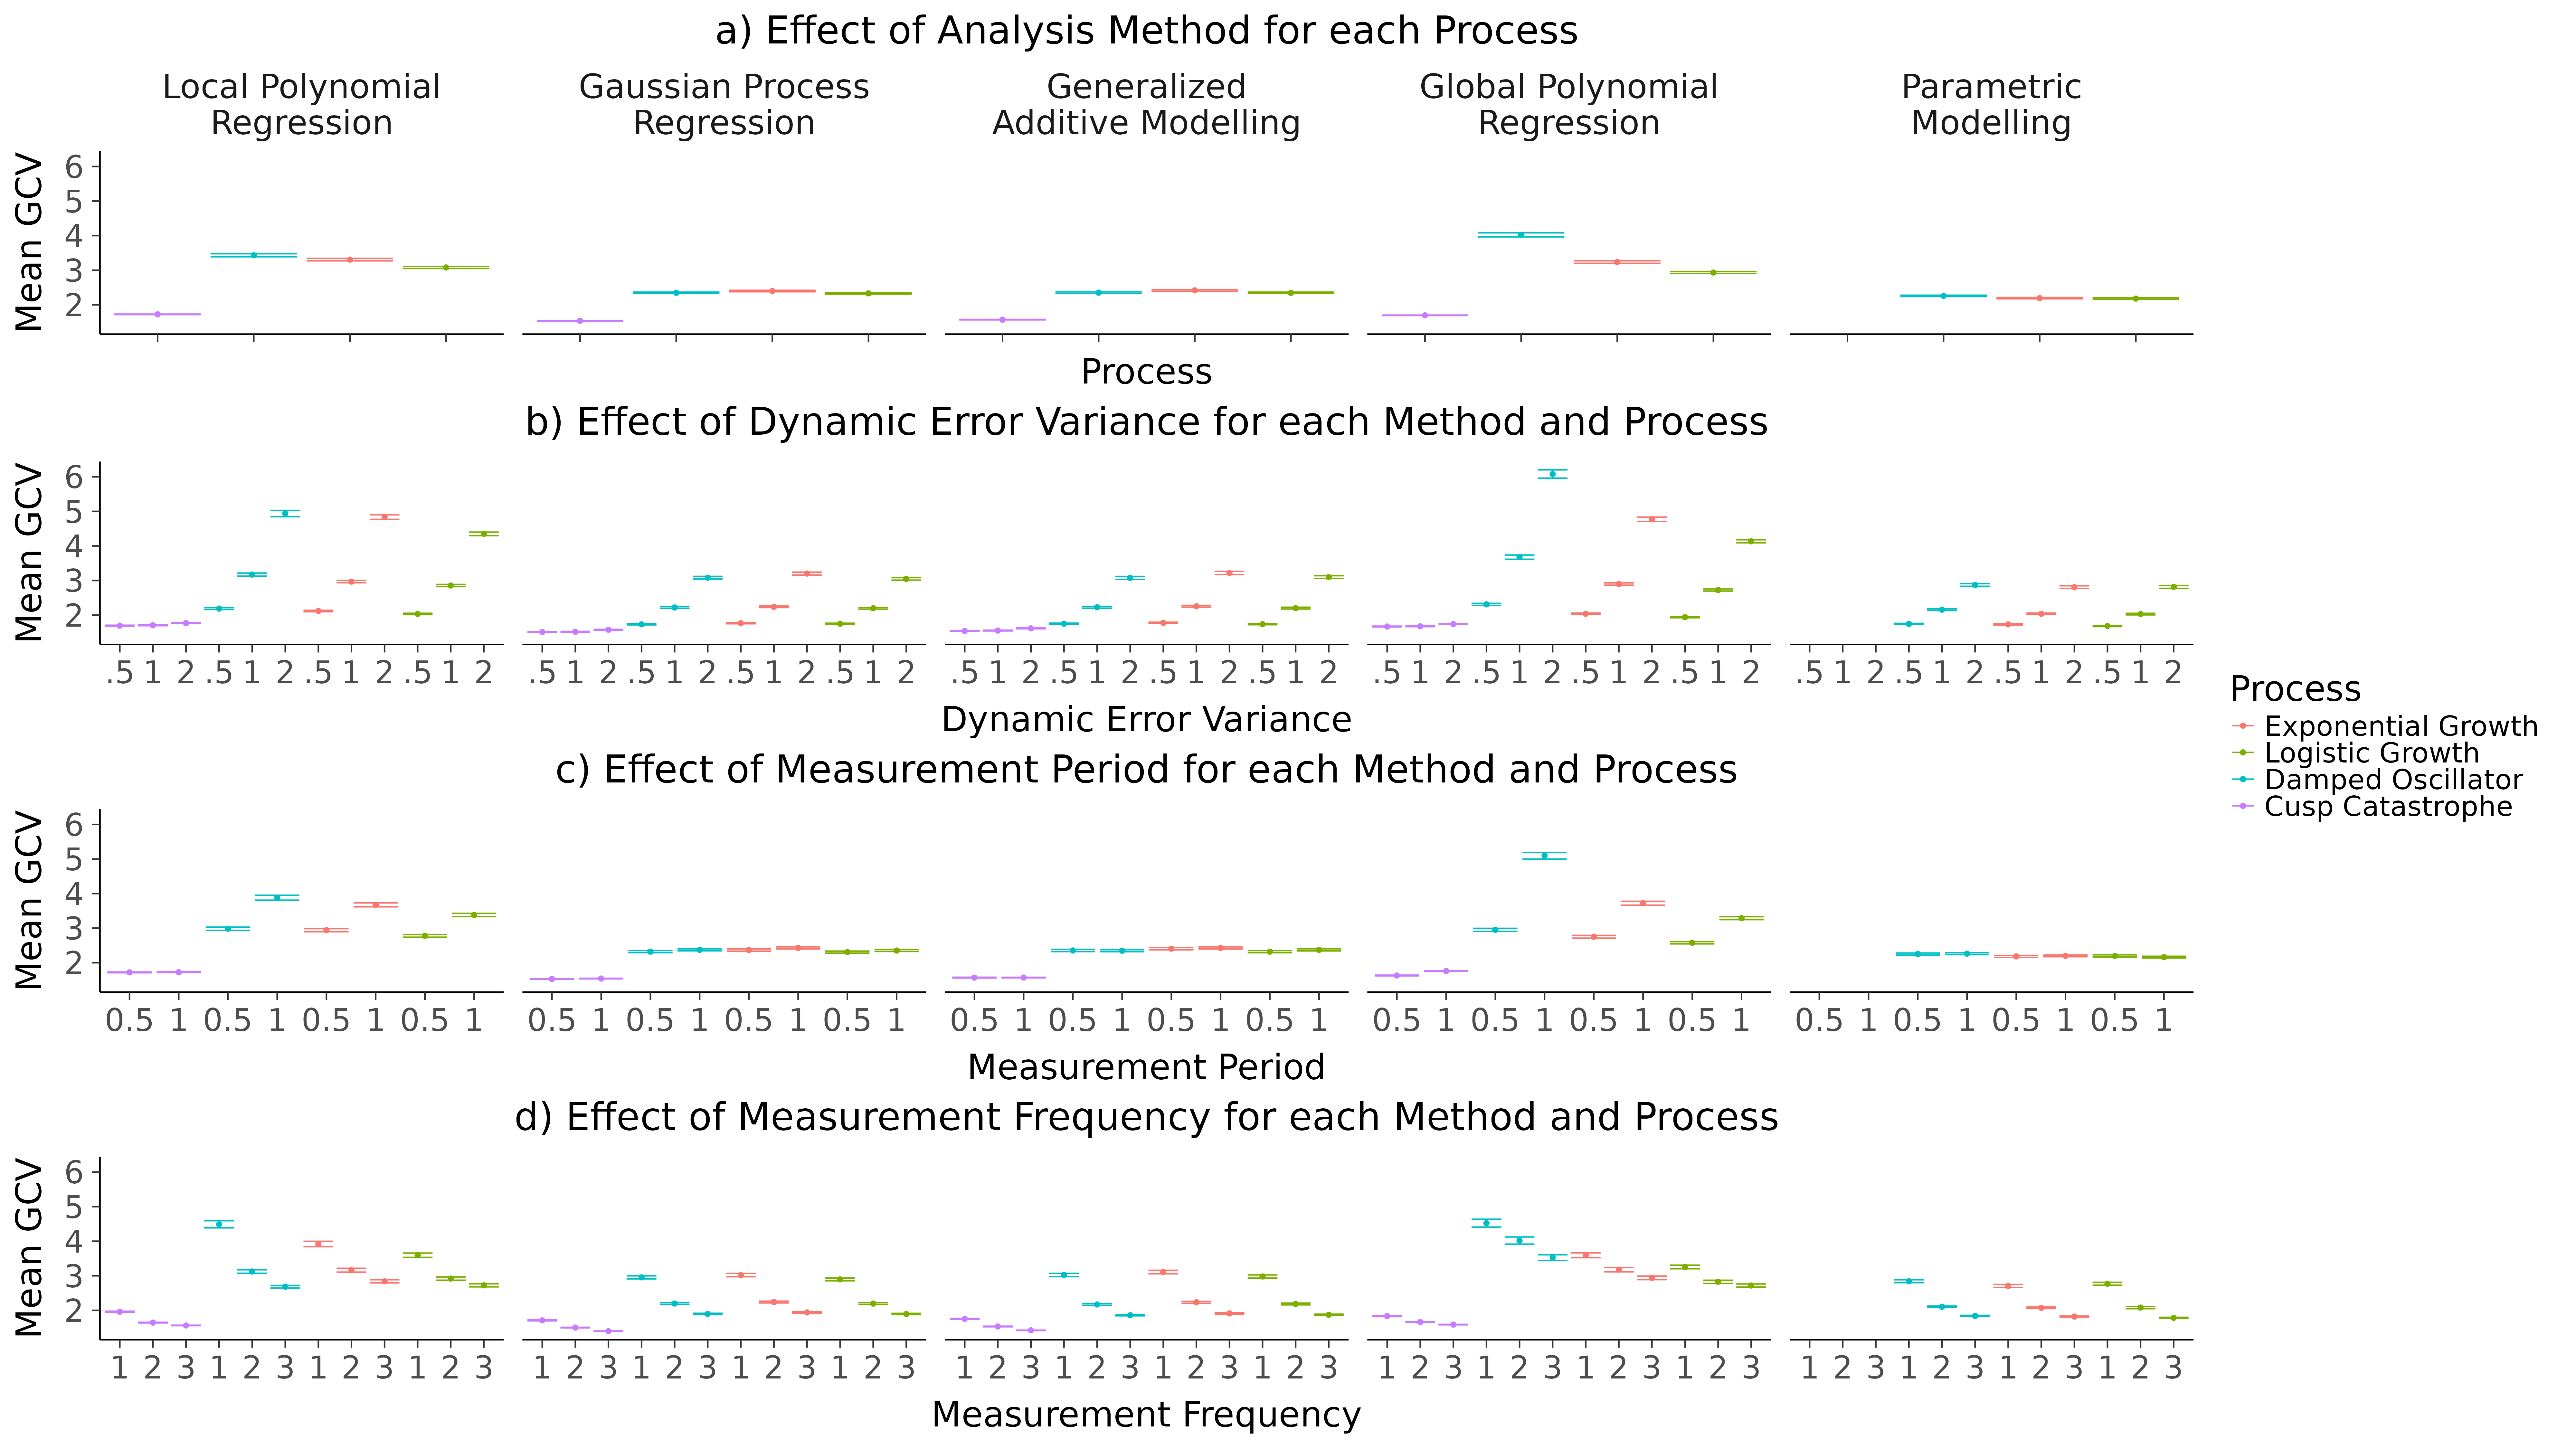 a) Effect of Analysis Method for each Process
Local Polynomial Regression
Gaussian Process Regression
Generalized Additive Modelling
Global Polynomial Regression
Parametric Modelling
Mean GCV
6
5
4
3
2
Process
b) Effect of Dynamic Error Variance for each Method and Process
Mean GCV
6
5
4
3
2
.5 1 2 .5 1 2 .5 1 2 .5 1 2 .5 1 2 .5 1 2 .5 1 2 .5 1 2 .5 1 2 .5 1 2 .5 1 2 .5 1 2 .5 1 2 .5 1 2 .5 1 2 .5 1 2 .5 1 2 .5 1 2 .5 1 2 .5 1 2
Dynamic Error Variance
Process
Exponential Growth
Logistic Growth
Damped Oscillator
Cusp Catastrophe
c) Effect of Measurement Period for each Method and Process
Mean GCV
6
5
4
3
2
0.5 1 0.5 1 0.5 1 0.5 1 0.5 1 0.5 1 0.5 1 0.5 1 0.5 1 0.5 1 0.5 1 0.5 1 0.5 1 0.5 1 0.5 1 0.5 1 0.5 1 0.5 1 0.5 1 0.5 1
Measurement Period
d) Effect of Measurement Frequency for each Method and Process
Mean GCV
6
5
4
3
2
1 2 3 1 2 3 1 2 3 1 2 3 1 2 3 1 2 3 1 2 3 1 2 3 1 2 3 1 2 3 1 2 3 1 2 3 1 2 3 1 2 3 1 2 3 1 2 3 1 2 3 1 2 3 1 2 3 1 2 3
Measurement Frequency